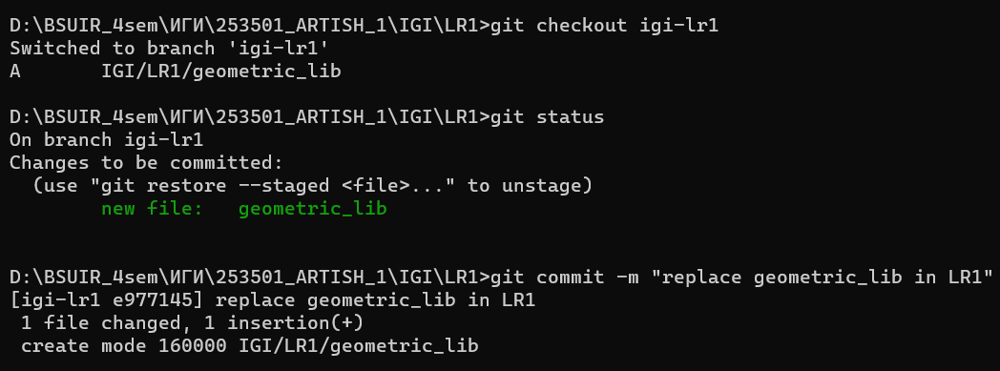 D:\BSUIR_4sem\ИГИ\253501_ARTISH_1\IGI\LR1>git checkout igi-lr1
Switched to branch 'igi-lr1'
A       IGI/LR1/geometric_lib
D:\BSUIR_4sem\ИГИ\253501_ARTISH_1\IGI\LR1>git status
On branch igi-lr1
Changes to be committed:
  (use "git restore --staged <file>..." to unstage)
        new file:   geometric_lib
D:\BSUIR_4sem\ИГИ\253501_ARTISH_1\IGI\LR1>git commit -m "replace geometric_lib in LR1"
[igi-lr1 e977145] replace geometric_lib in LR1
 1 file changed, 1 insertion(+)
 create mode 160000 IGI/LR1/geometric_lib